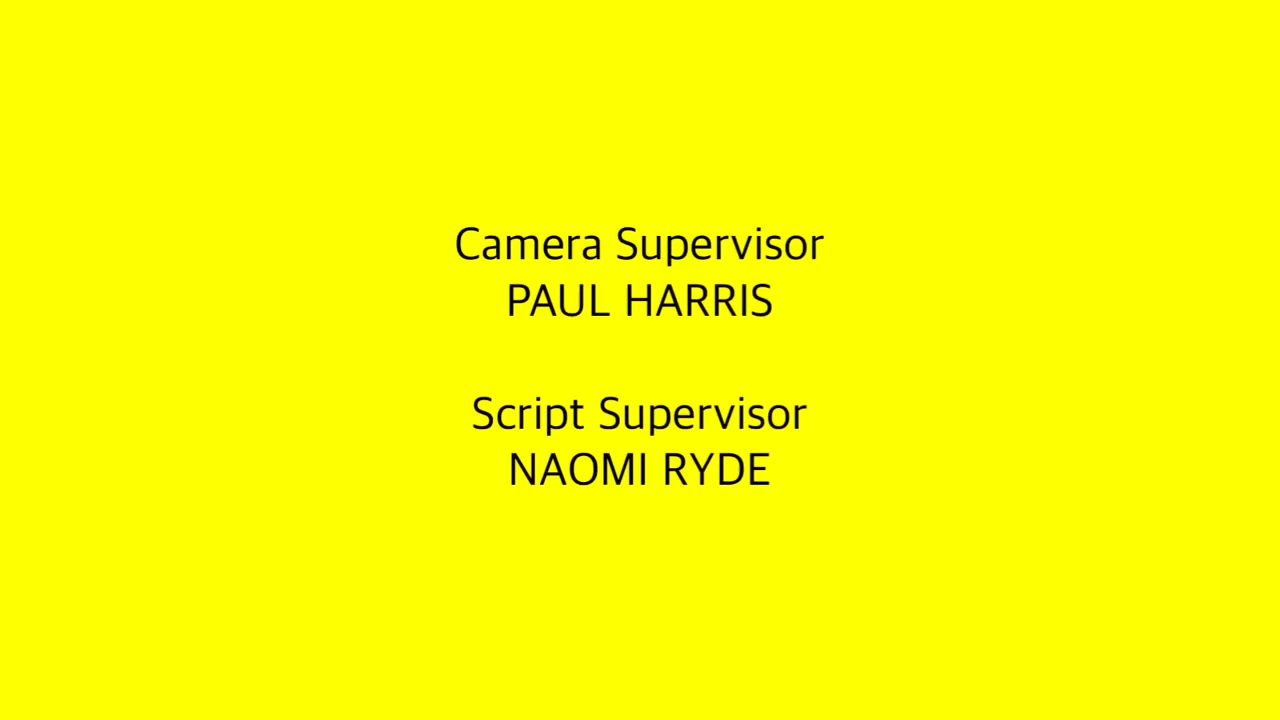 Camera Supervisor
PAUL HARRIS
Script Supervisor
NAOMI RYDE